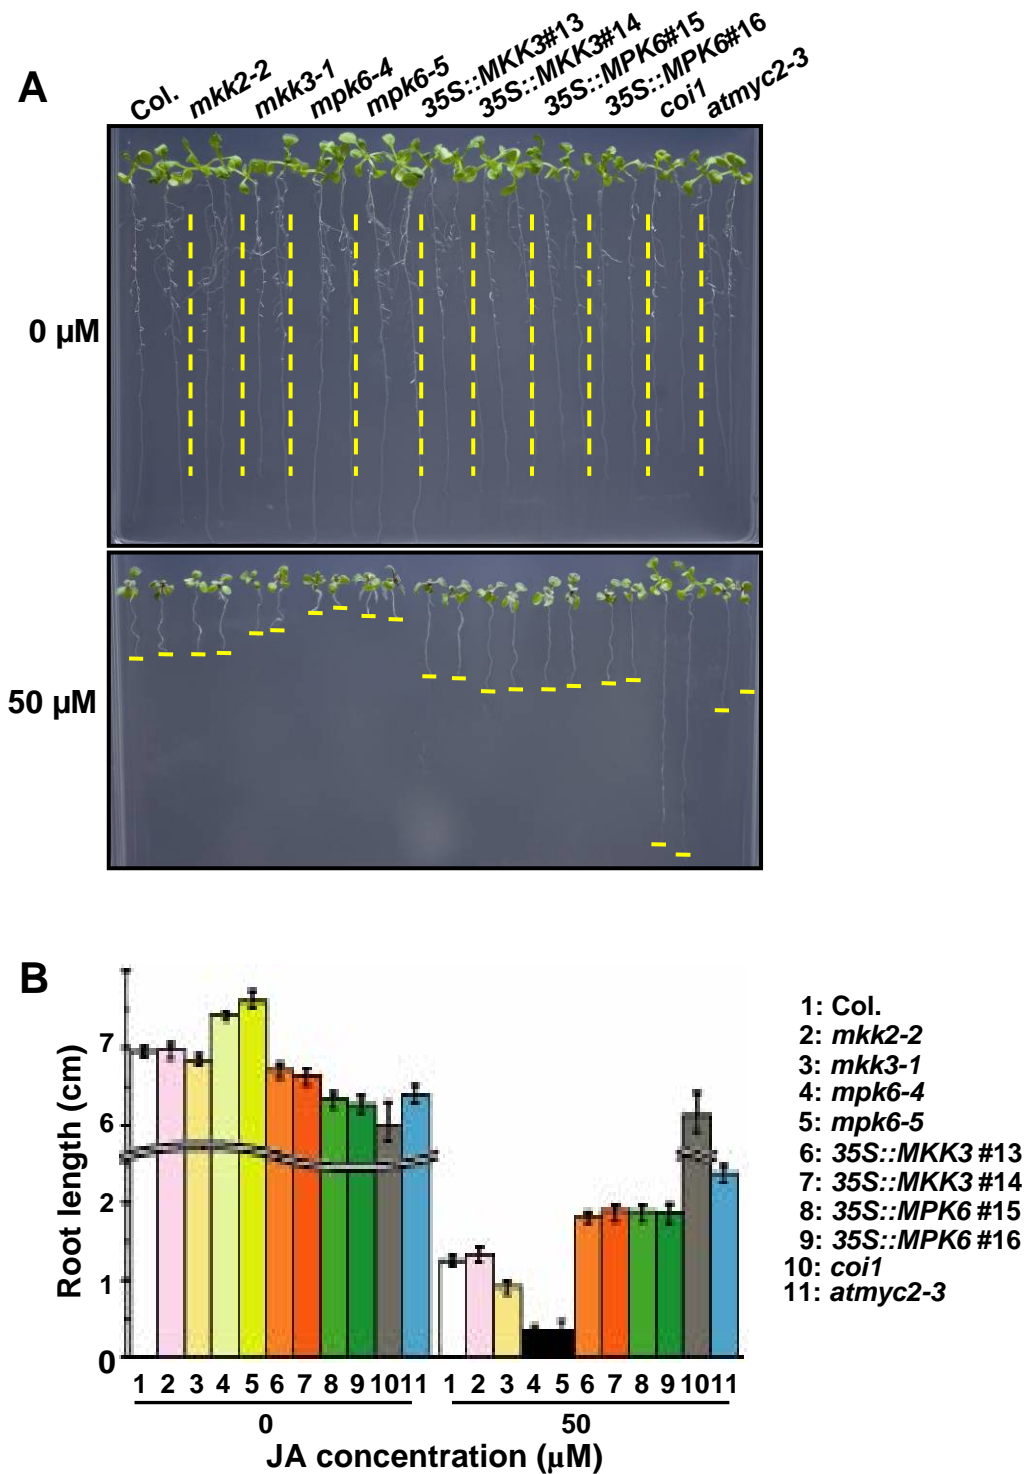 A
Col.
mkk2-2
mkk3-1
mpk6-4
mpk6-5
35S::MKK3#13
35S::MKK3#14
35S::MPK6#15
35S::MPK6#16
coi1
atmyc2-3
0 µM
50 µM
B
Root length (cm)
7
6
2
1
0
1 2 3 4 5 6 7 8 9 10 11 1 2 3 4 5 6 7 8 9 10 11
0 50
JA concentration (µM)
1: Col.
2: mkk2-2
3: mkk3-1
4: mpk6-4
5: mpk6-5
6: 35S::MKK3 #13
7: 35S::MKK3 #14
8: 35S::MPK6 #15
9: 35S::MPK6 #16
10: coi1
11: atmyc2-3